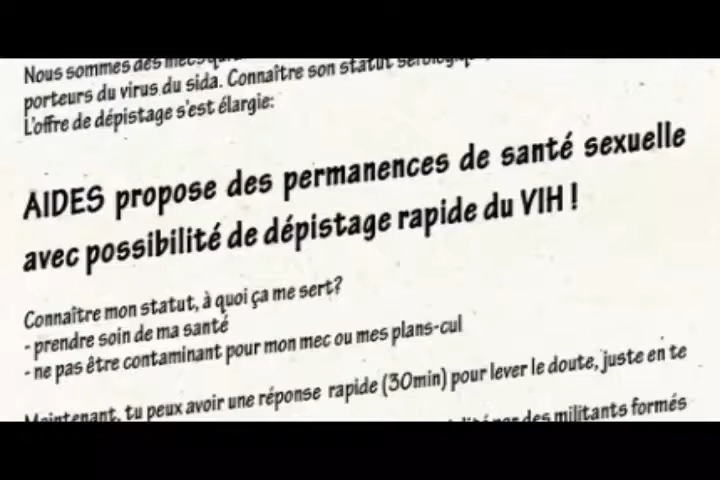 Nous sommes des mecs
porteurs du virus du sida. Connaître son statut
L'offre de dépistage s'est élargie:
AIDES propose des permanences de santé sexuelle
avec possibilité de dépistage rapide du VIH !
Connaître mon statut, à quoi ça me sert?
- prendre soin de ma santé
- ne pas être contaminant pour mon mec ou mes plans-cul
Maintenant, tu peux avoir une réponse rapide (30min) pour lever le doute, juste en te
par des militants formés